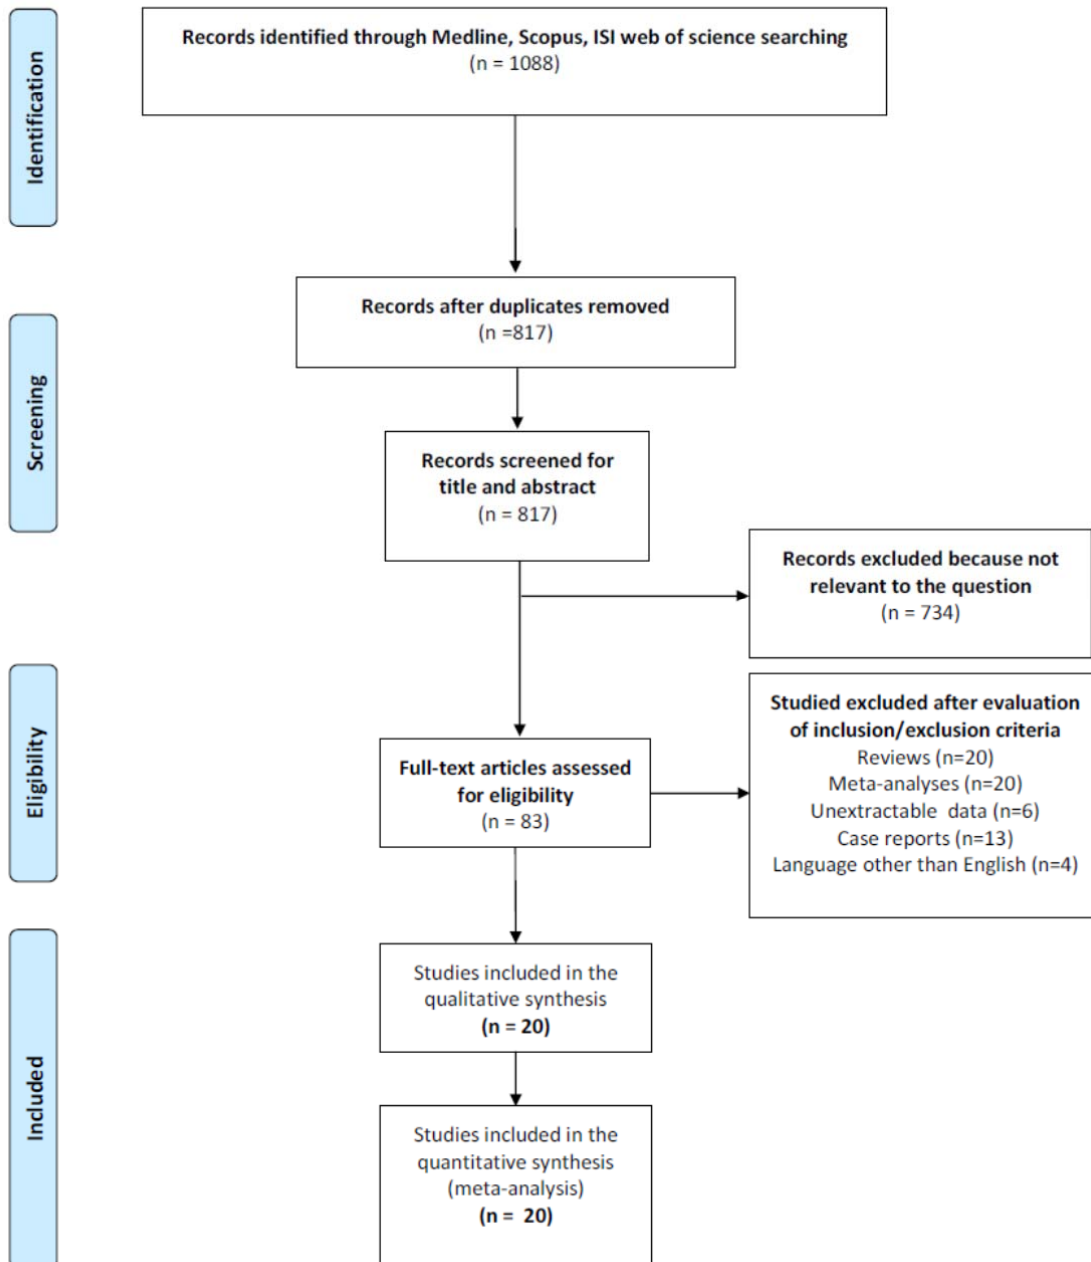 Identification
Records identified through Medline, Scopus, ISI web of science searching
(n = 1088)
Screening
Records after duplicates removed
(n =817)
Records screened for
title and abstract
(n = 817)
Records excluded because not
relevant to the question
(n = 734)
Eligibility
Full-text articles assessed
for eligibility
(n = 83)
Studied excluded after evaluation
of inclusion/exclusion criteria
Reviews (n=20)
Meta-analyses (n=20)
Unextractable data (n=6)
Case reports (n=13)
Language other than English (n=4)
Included
Studies included in the
qualitative synthesis
(n = 20)
Studies included in the
quantitative synthesis
(meta-analysis)
(n = 20)